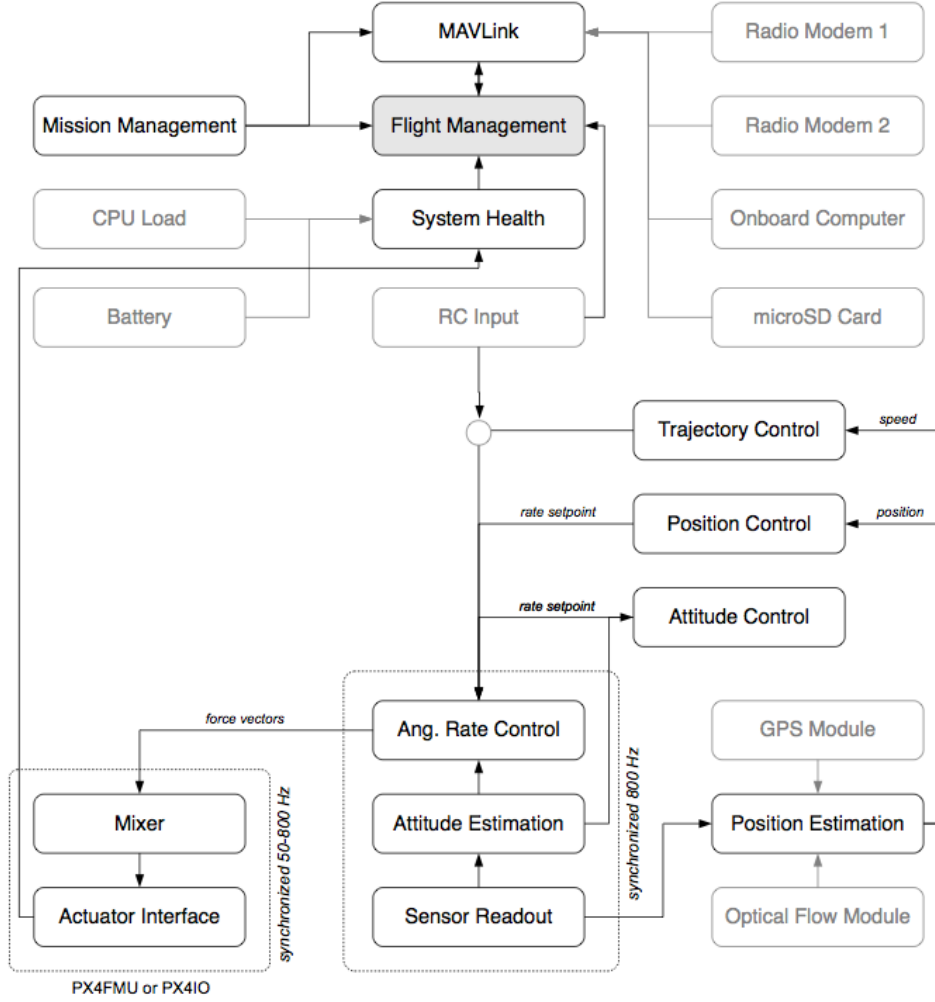 MAVLink
Radio Modem 1
Mission Management
Flight Management
Radio Modem 2
CPU Load
System Health
Onboard Computer
Battery
RC Input
microSD Card
Trajectory Control
speed
rate setpoint
Position Control
position
rate setpoint
Attitude Control
force vectors
Ang. Rate Control
GPS Module
Mixer
synchronized 50-800 Hz
Attitude Estimation
synchronized 800 Hz
Position Estimation
Actuator Interface
Sensor Readout
Optical Flow Module
PX4FMU or PX4IO